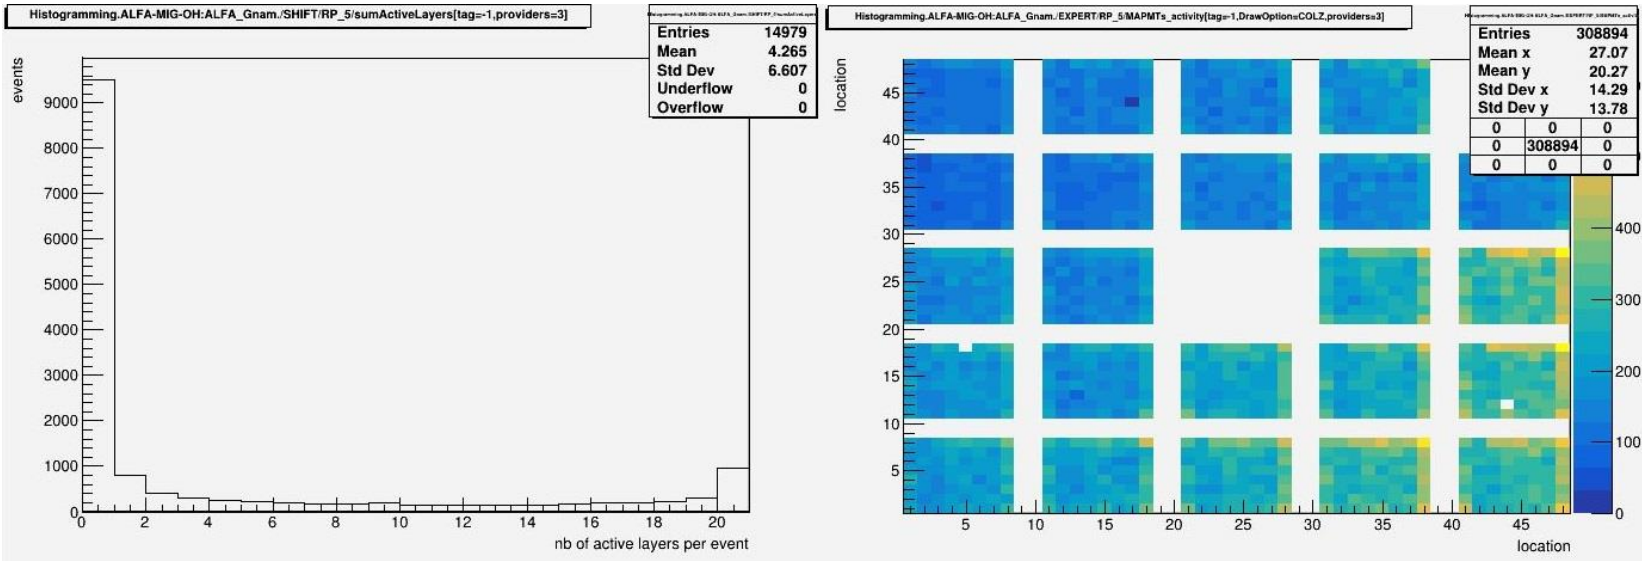 Histogramming.ALFA-MIG-OH:ALFA_Gnam./SHIFT/RP_5/sumActiveLayers[tag=-1,providers=3]
Entries 14979
Mean 4.265
Std Dev 6.607
Underflow 0
Overflow 0
events
9000
8000
7000
6000
5000
4000
3000
2000
1000
0
0 2 4 6 8 10 12 14 16 18 20
nb of active layers per event
Histogramming.ALFA-MIG-OH:ALFA_Gnam./EXPERT/RP_5/MAPMTs_activity[tag=-1,DrawOption=COLZ,providers=3]
Entries 308894
Mean x 27.07
Mean y 20.27
Std Dev x 14.29
Std Dev y 13.78
0 0 0
0 308894 0
0 0 0
location
45
40
35
30
25
20
15
10
5
5 10 15 20 25 30 35 40 45
location
400
300
200
100
0